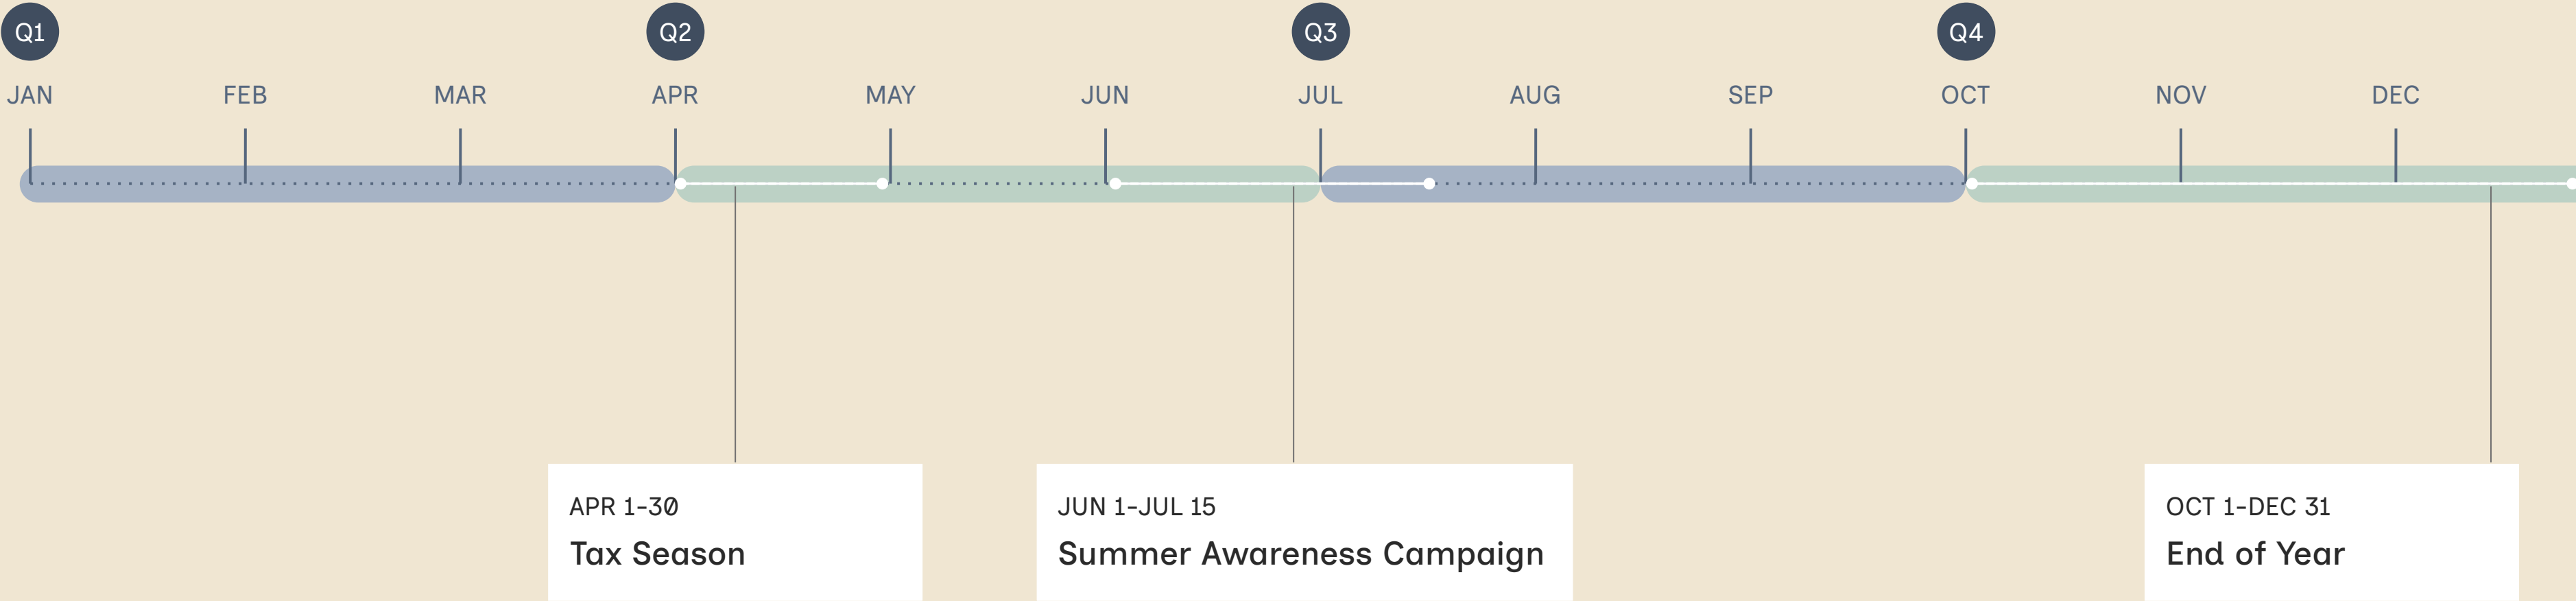 Q1 Q2 Q3 Q4
JAN FEB MAR APR MAY JUN JUL AUG SEP OCT NOV DEC
APR 1-30
Tax Season
JUN 1-JUL 15
Summer Awareness Campaign
OCT 1-DEC 31
End of Year